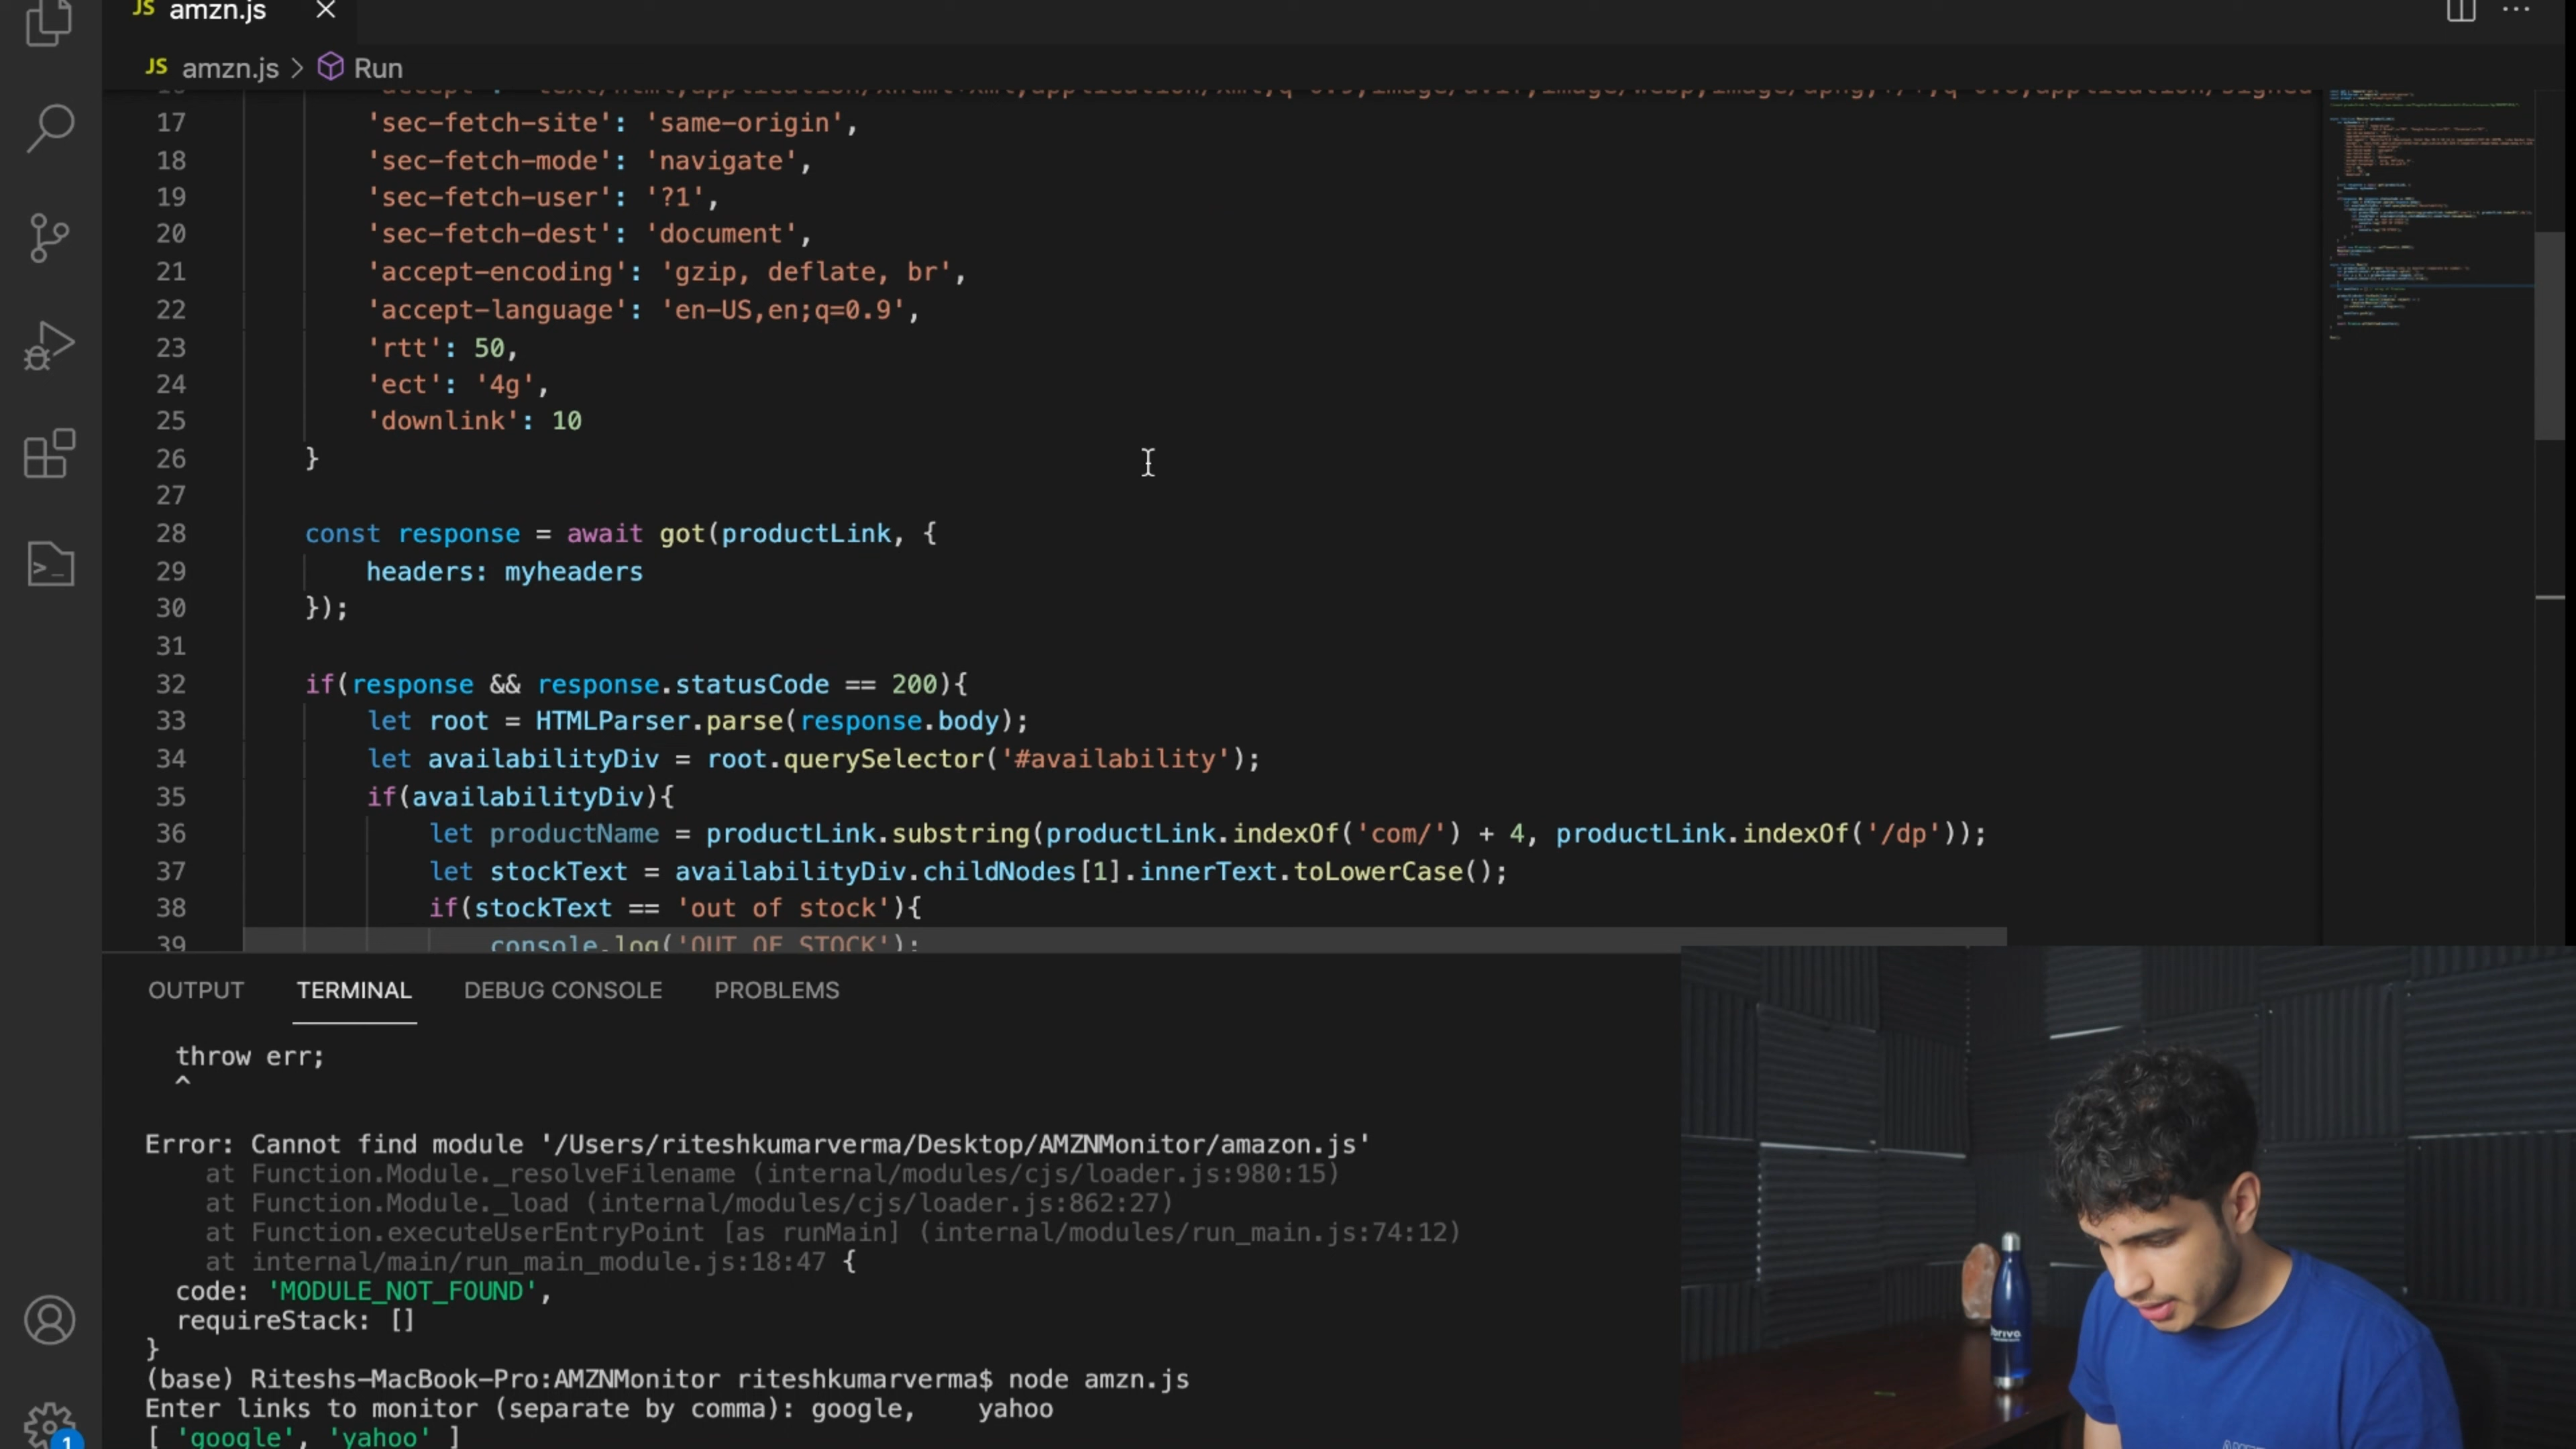 JS amzn.js
JS amzn.js > Run
17 'sec-fetch-site': 'same-origin',
18 'sec-fetch-mode': 'navigate',
19 'sec-fetch-user': '?1',
20 'sec-fetch-dest': 'document',
21 'accept-encoding': 'gzip, deflate, br',
22 'accept-language': 'en-US,en;q=0.9',
23 'rtt': 50,
24 'ect': '4g',
25 'downlink': 10
26 }
27
28 const response = await got(productLink, {
29 headers: myheaders
30 });
31
32 if(response && response.statusCode == 200){
33 let root = HTMLParser.parse(response.body);
34 let availabilityDiv = root.querySelector('#availability');
35 if(availabilityDiv){
36 let productName = productLink.substring(productLink.indexOf('com/') + 4, productLink.indexOf('/dp'));
37 let stockText = availabilityDiv.childNodes[1].innerText.toLowerCase();
38 if(stockText == 'out of stock'){
39 console.log('OUT OF STOCK');
OUTPUT TERMINAL DEBUG CONSOLE PROBLEMS
throw err;
^
Error: Cannot find module '/Users/riteshkumarverma/Desktop/AMZNMonitor/amazon.js'
at Function.Module._resolveFilename (internal/modules/cjs/loader.js:980:15)
at Function.Module._load (internal/modules/cjs/loader.js:862:27)
at Function.executeUserEntryPoint [as runMain] (internal/modules/run_main.js:74:12)
at internal/main/run_main_module.js:18:47 {
code: 'MODULE_NOT_FOUND',
requireStack: []
}
(base) Riteshs-MacBook-Pro:AMZNMonitor riteshkumarverma$ node amzn.js
Enter links to monitor (separate by comma): google,    yahoo
[ 'google', 'yahoo' ]
1